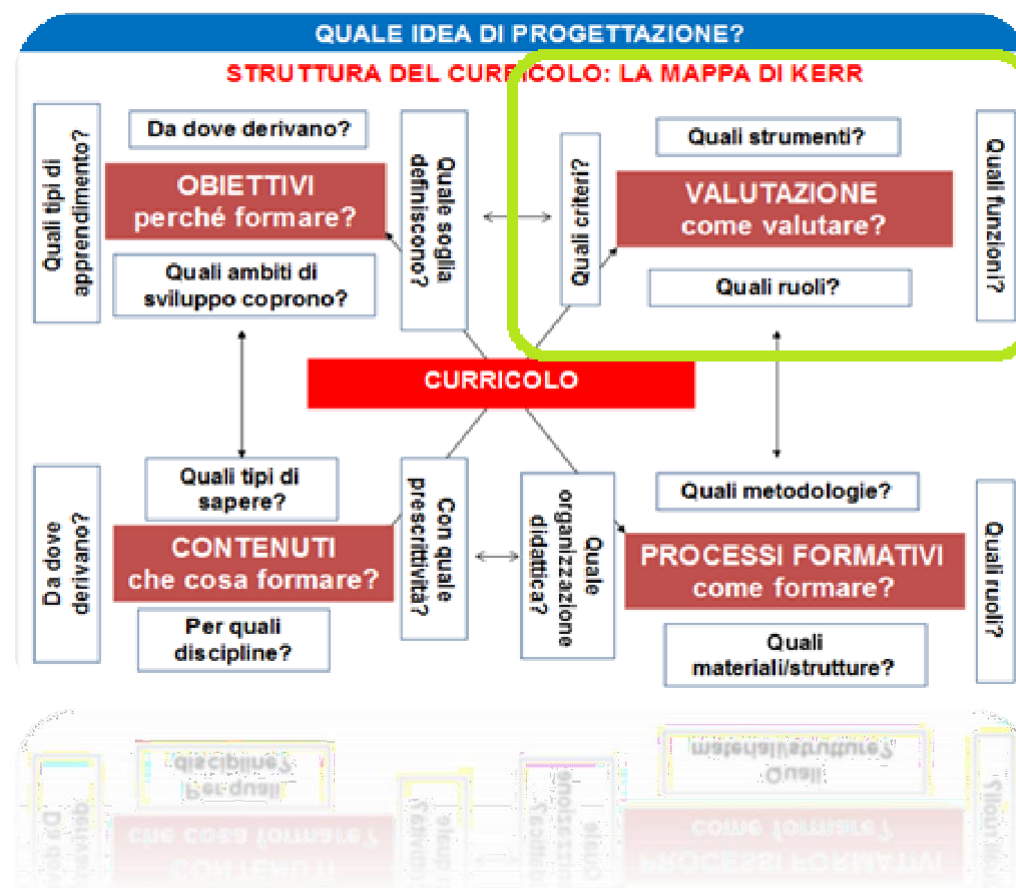 QUALE IDEA DI PROGETTAZIONE?
STRUTTURA DEL CURRICOLO: LA MAPPA DI KERR
Quali tipi di
apprendimento?
Da dove derivano?
OBIETTIVI
perché formare?
Quali ambiti di
sviluppo coprono?
Quale soglia
definiscono?
Quali criteri?
Quali strumenti?
VALUTAZIONE
come valutare?
Quali ruoli?
Quali funzioni?
CURRICOLO
Da dove
derivano?
Quali tipi di
sapere?
CONTENUTI
che cosa formare?
Per quali
discipline?
Con quale
prescrittività?
Quale
organizzazione
didattica?
Quali metodologie?
PROCESSI FORMATIVI
come formare?
Quali
materiali/strutture?
Quali ruoli?